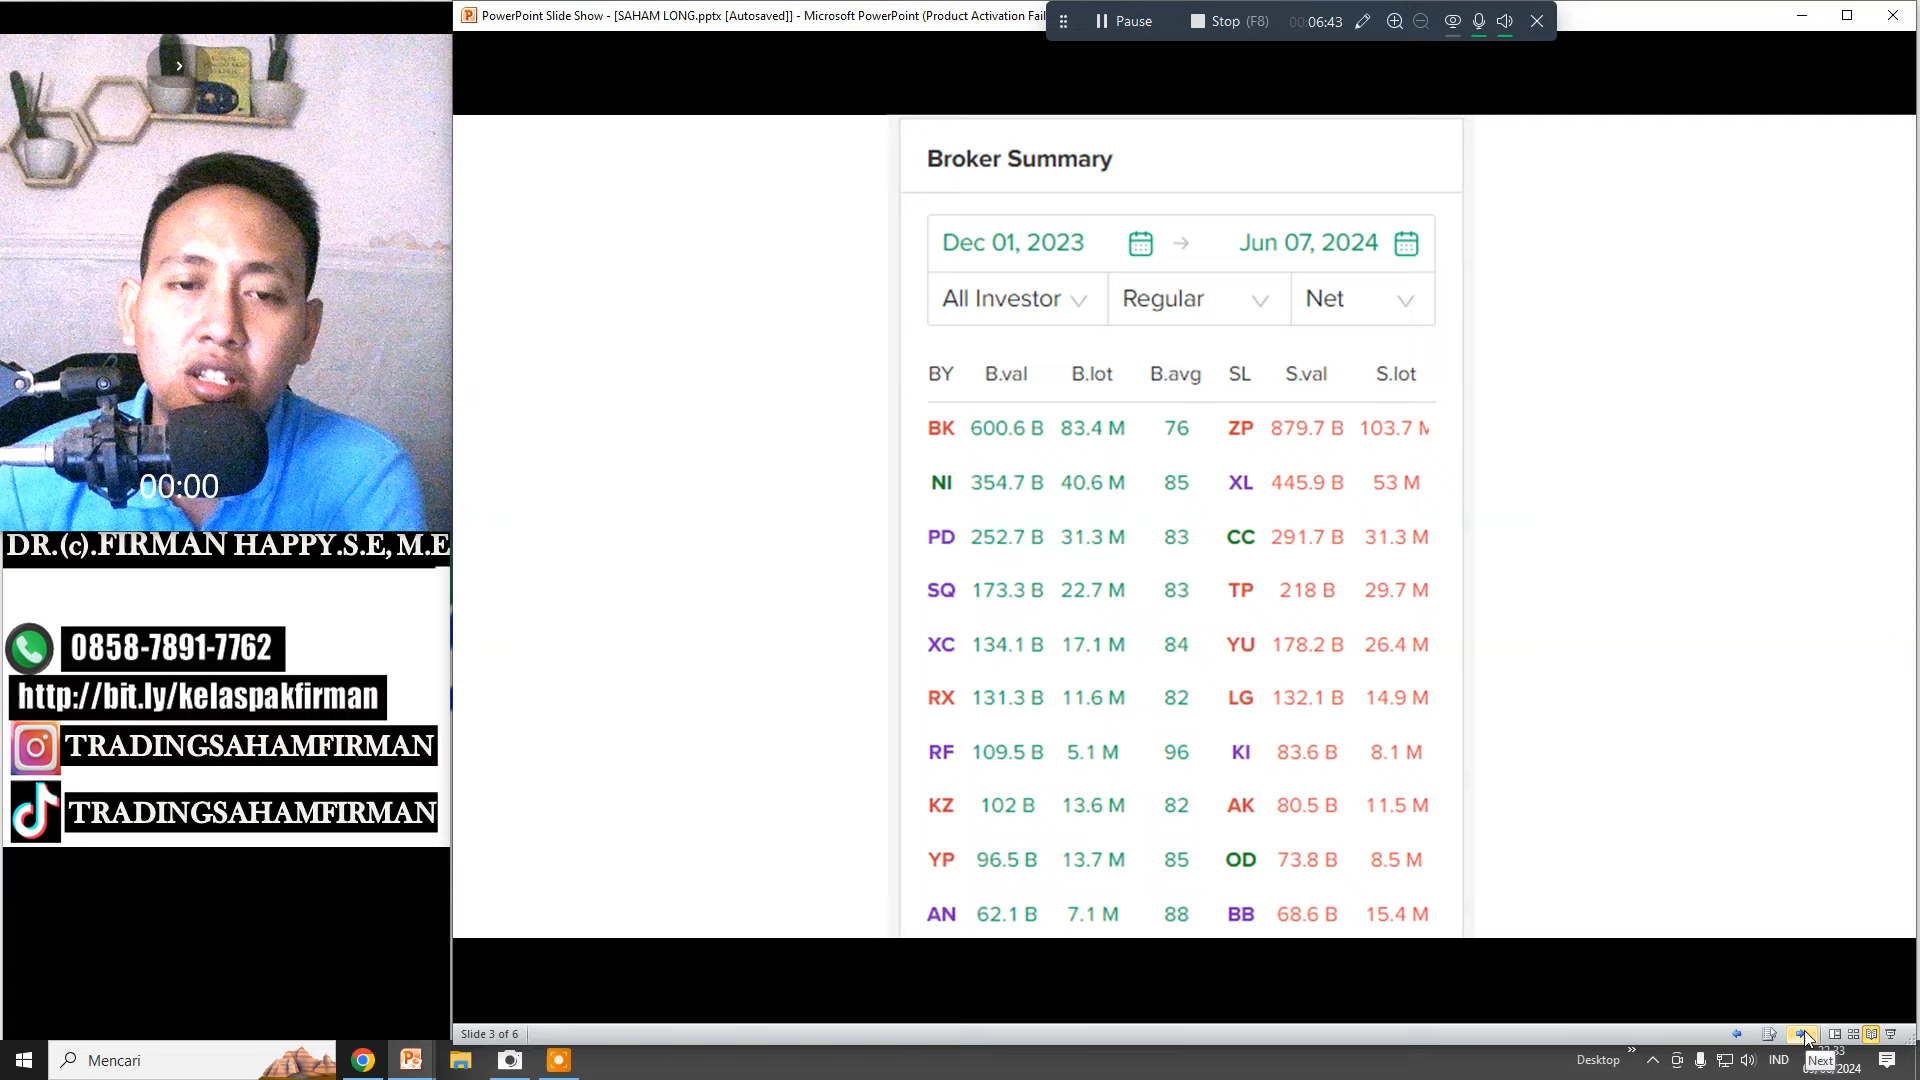 PowerPoint Slide Show - [SAHAM LONG.pptx [Autosaved]] - Microsoft PowerPoint (Product Activation Fail
Pause
Stop (F8)
00:06:43
00:00
DR.(c).FIRMAN HAPPY.S.E, M.E
0858-7891-7762
http://bit.ly/kelaspakfirman
TRADINGSAHAMFIRMAN
TRADINGSAHAMFIRMAN
Broker Summary
Dec 01, 2023 → Jun 07, 2024
All Investor Regular Net
BY B.val B.lot B.avg SL S.val S.lot
BK 600.6 B 83.4 M 76 ZP 879.7 B 103.7 M
NI 354.7 B 40.6 M 85 XL 445.9 B 53 M
PD 252.7 B 31.3 M 83 CC 291.7 B 31.3 M
SQ 173.3 B 22.7 M 83 TP 218 B 29.7 M
XC 134.1 B 17.1 M 84 YU 178.2 B 26.4 M
RX 131.3 B 11.6 M 82 LG 132.1 B 14.9 M
RF 109.5 B 5.1 M 96 KI 83.6 B 8.1 M
KZ 102 B 13.6 M 82 AK 80.5 B 11.5 M
YP 96.5 B 13.7 M 85 OD 73.8 B 8.5 M
AN 62.1 B 7.1 M 88 BB 68.6 B 15.4 M
Slide 3 of 6
Mencari
Desktop
IND
Next